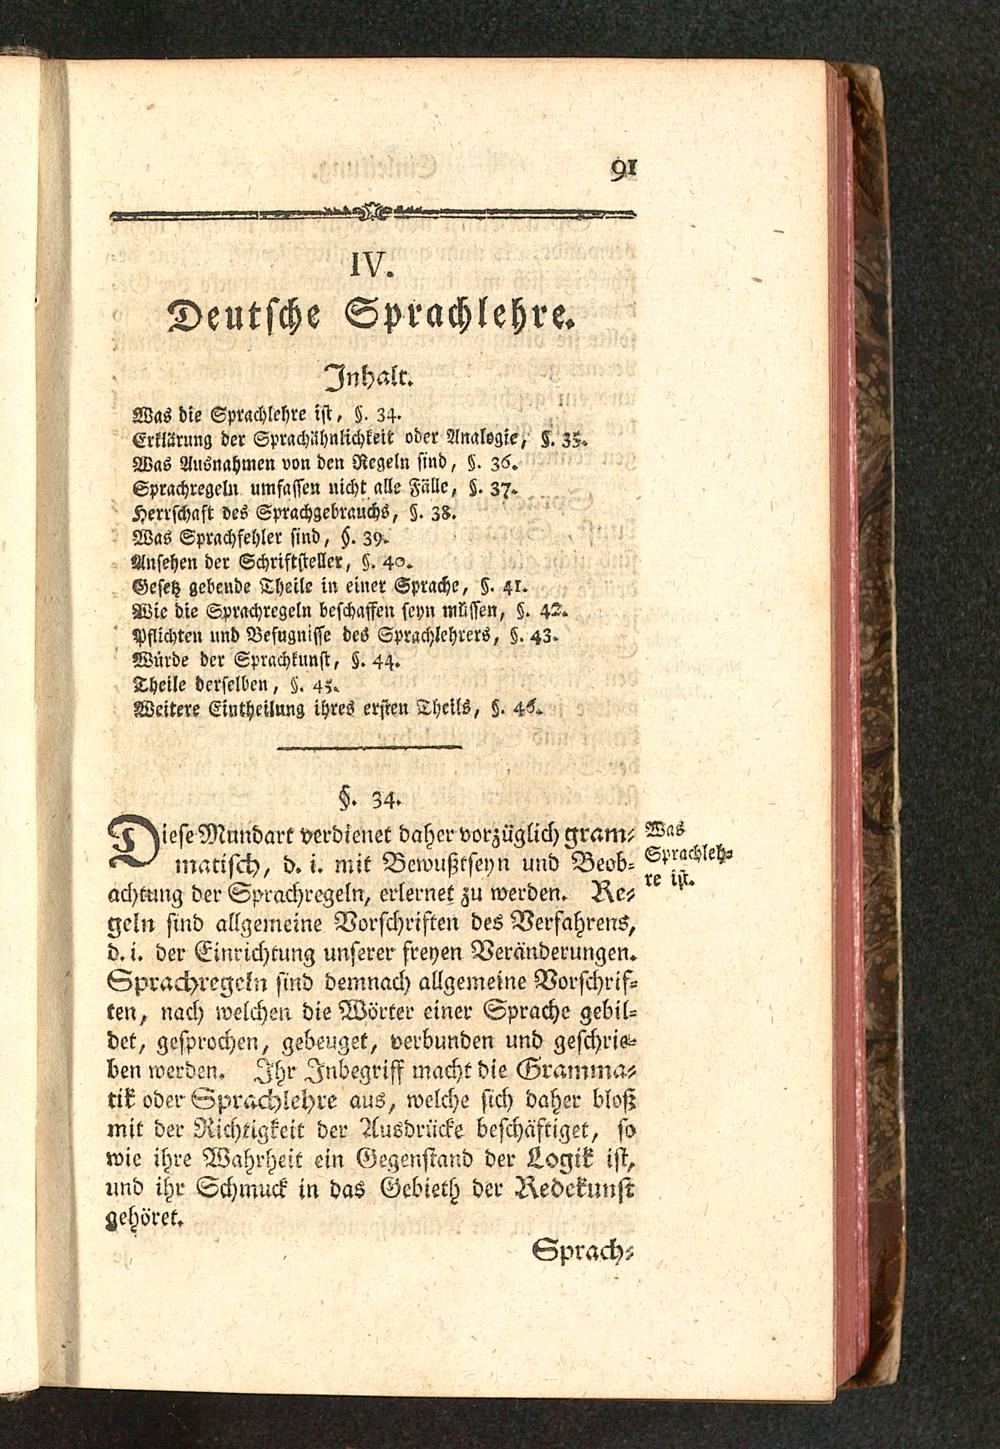 91
IV.
Deutsche Sprachlehre.
Inhalt.
Was die Sprachlehre ist, §. 34.
Erklärung der Sprachähnlichkeit oder Analogie, §. 35.
Was Ausnahmen von den Regeln sind, §. 36.
Sprachregeln umfassen nicht alle Fälle, §. 37.
Herrschaft des Sprachgebrauchs, §. 38.
Was Sprachfehler sind, §. 39.
Ansehen der Schriftsteller, §. 40.
Gesetz gebende Theile in einer Sprache, §. 41.
Wie die Sprachregeln beschaffen seyn müssen, §. 42.
Pflichten und Befugnisse des Sprachlehrers, §. 43.
Würde der Sprachkunst, §. 44.
Theile derselben, §. 45.
Weitere Eintheilung ihres ersten Theils, §. 46.
§. 34.
Diese Mundart verdienet daher vorzüglich gram-
matisch, d. i. mit Bewußtseyn und Beob-
achtung der Sprachregeln, erlernet zu werden. Re-
geln sind allgemeine Vorschriften des Verfahrens,
d. i. der Einrichtung unserer freyen Veränderungen.
Sprachregeln sind demnach allgemeine Vorschrif-
ten, nach welchen die Wörter einer Sprache gebil-
det, gesprochen, gebeuget, verbunden und geschrie-
ben werden. Ihr Inbegriff macht die Gramma-
tik oder Sprachlehre aus, welche sich daher bloß
mit der Richtigkeit der Ausdrücke beschäftiget, so
wie ihre Wahrheit ein Gegenstand der Logik ist,
und ihr Schmuck in das Gebieth der Redekunst
gehöret.
Was
Sprachleh-
re ist.
Sprach-